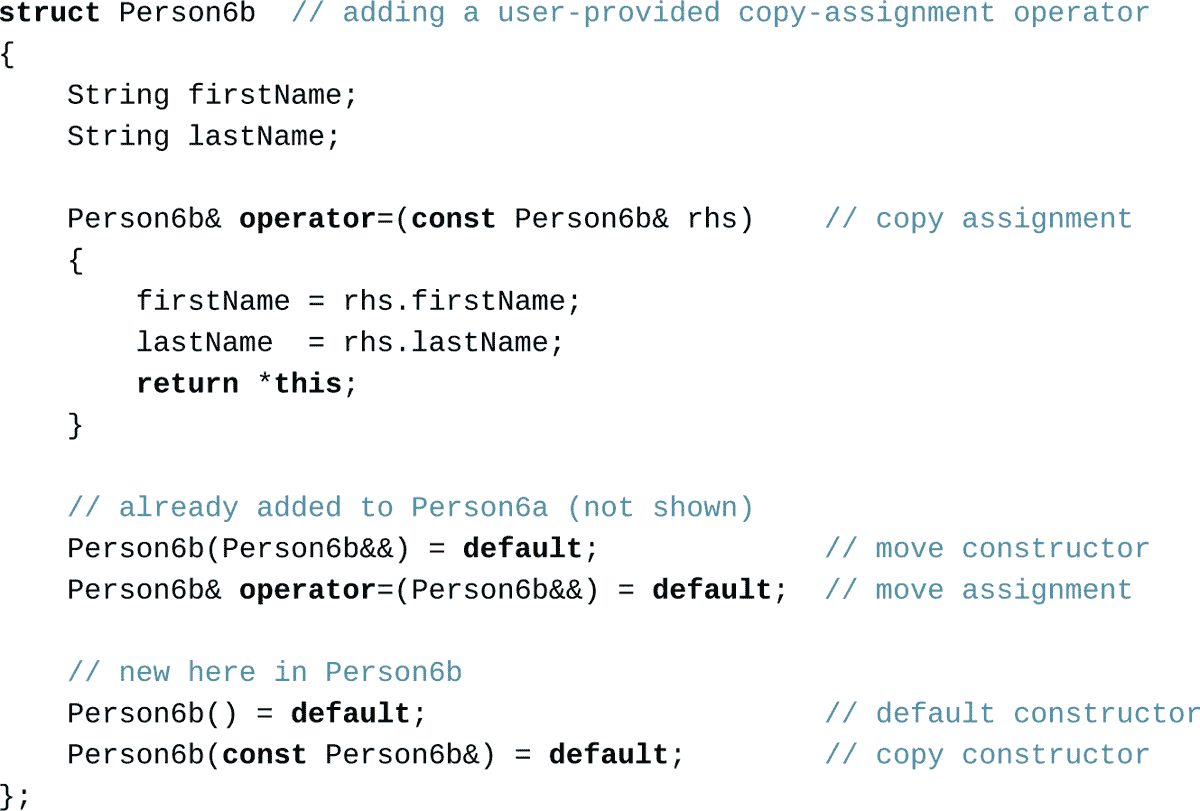 struct Person6b  // adding a user-provided copy-assignment operator
{
    String firstName;
    String lastName;

    Person6b& operator=(const Person6b& rhs)    // copy assignment
    {
        firstName = rhs.firstName;
        lastName  = rhs.lastName;
        return *this;
    }

    // already added to Person6a (not shown)
    Person6b(Person6b&&) = default;             // move constructor
    Person6b& operator=(Person6b&&) = default;  // move assignment

    // new here in Person6b
    Person6b() = default;                       // default constructor
    Person6b(const Person6b&) = default;        // copy constructor
};